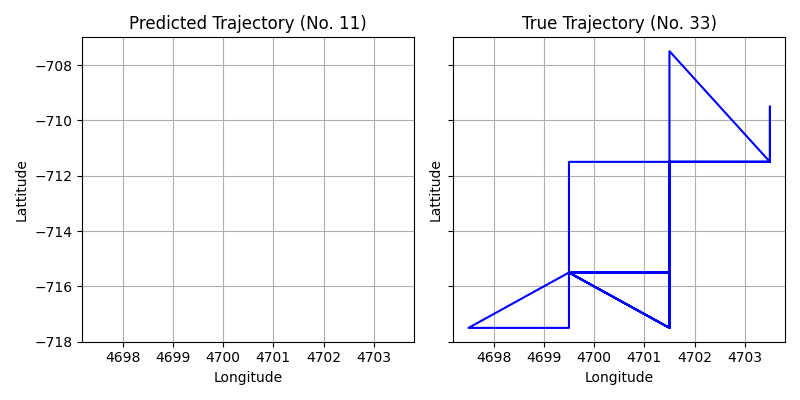 Predicted Trajectory (No. 11)
True Trajectory (No. 33)
−708
−710
−712
−714
−716
−718
Lattitude
Lattitude
4698 4699 4700 4701 4702 4703
4698 4699 4700 4701 4702 4703
Longitude
Longitude